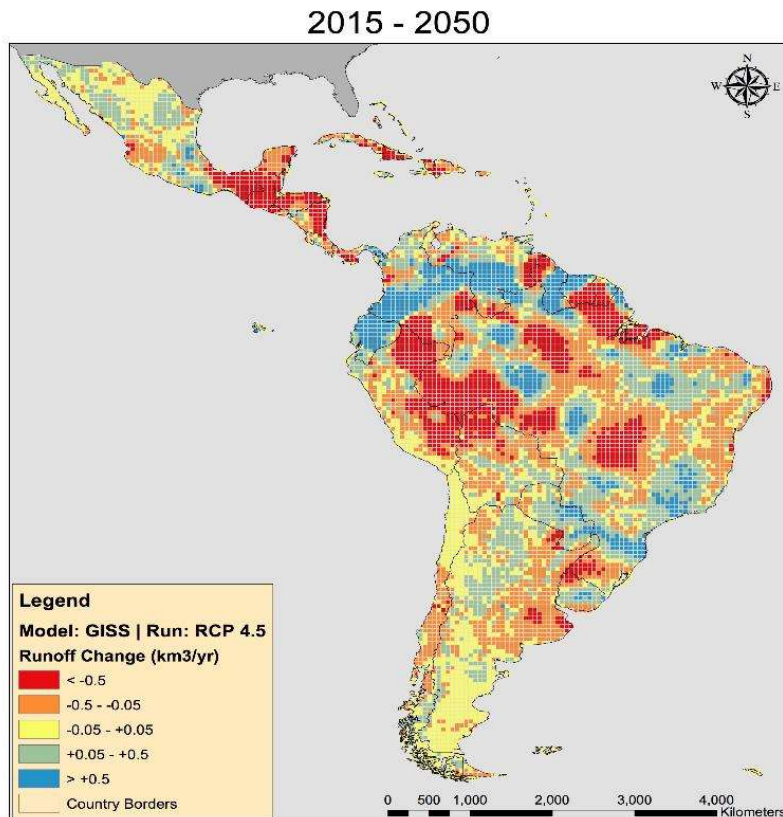 2015 - 2050
N
W E
S
Legend
Model: GISS | Run: RCP 4.5
Runoff Change (km3/yr)
< -0.5
-0.5 - -0.05
-0.05 - +0.05
+0.05 - +0.5
> +0.5
Country Borders
0 500 1,000 2,000 3,000 4,000
Kilometers